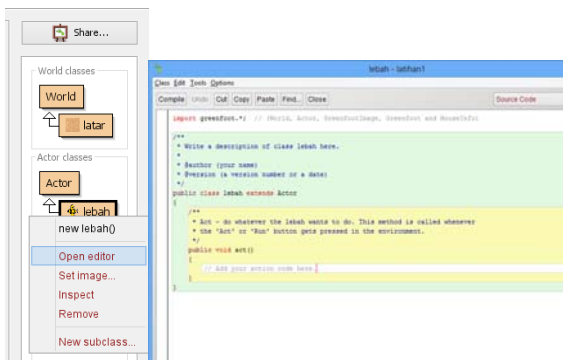 Share...
World classes
World
latar
Actor classes
Actor
lebah
new lebah()
Open editor
Set image...
Inspect
Remove
New subclass...
lebah - latihan1
Class Edit Tools Options
Compile Undo Cut Copy Paste Find... Close
Source Code
import greenfoot.*; // (World, Actor, GreenfootImage, Greenfoot and MouseInfo)
/**
* Write a description of class lebah here.
*
* @author (your name)
* @version (a version number or a date)
*/
public class lebah extends Actor
{
/**
* Act - do whatever the lebah wants to do. This method is called whenever
* the 'Act' or 'Run' button gets pressed in the environment.
*/
public void act()
{
// Add your action code here.
}
}